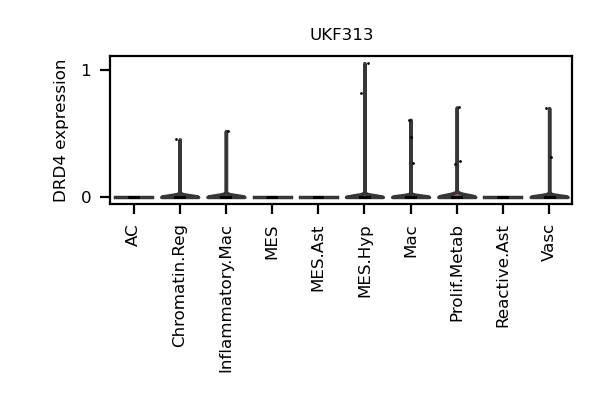 UKF313
DRD4 expression
1
0
AC
Chromatin.Reg
Inflammatory.Mac
MES
MES.Ast
MES.Hyp
Mac
Prolif.Metab
Reactive.Ast
Vasc